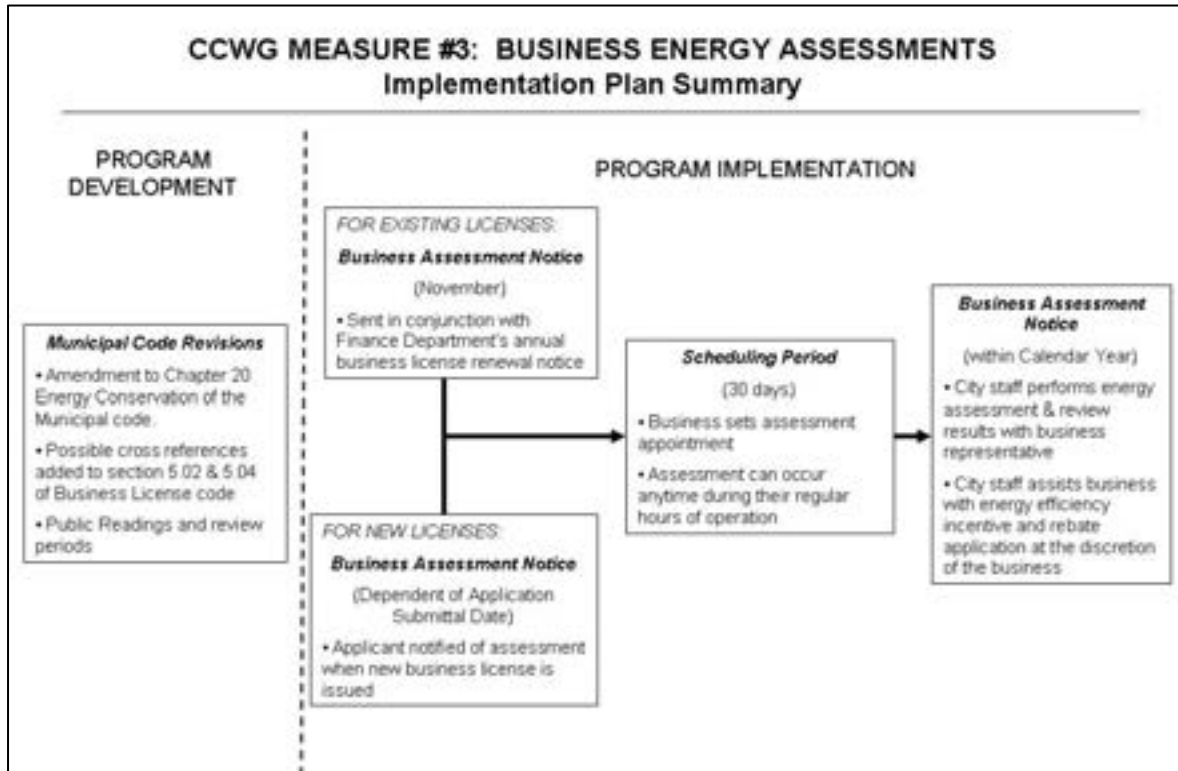 CCWG MEASURE #3: BUSINESS ENERGY ASSESSMENTS
Implementation Plan Summary
PROGRAM
DEVELOPMENT
Municipal Code Revisions
• Amendment to Chapter 20
Energy Conservation of the
Municipal code.
• Possible cross references
added to section 5.02 & 5.04
of Business License code
• Public Readings and review
periods
PROGRAM IMPLEMENTATION
FOR EXISTING LICENSES:
Business Assessment Notice
(November)
• Sent in conjunction with
Finance Department's annual
business license renewal notice
FOR NEW LICENSES:
Business Assessment Notice
(Dependent of Application
Submittal Date)
• Applicant notified of assessment
when new business license is
issued
Scheduling Period
(30 days)
• Business sets assessment
appointment
• Assessment can occur
anytime during their regular
hours of operation
Business Assessment
Notice
(within Calendar Year)
• City staff performs energy
assessment & review
results with business
representative
• City staff assists business
with energy efficiency
incentive and rebate
application at the discretion
of the business